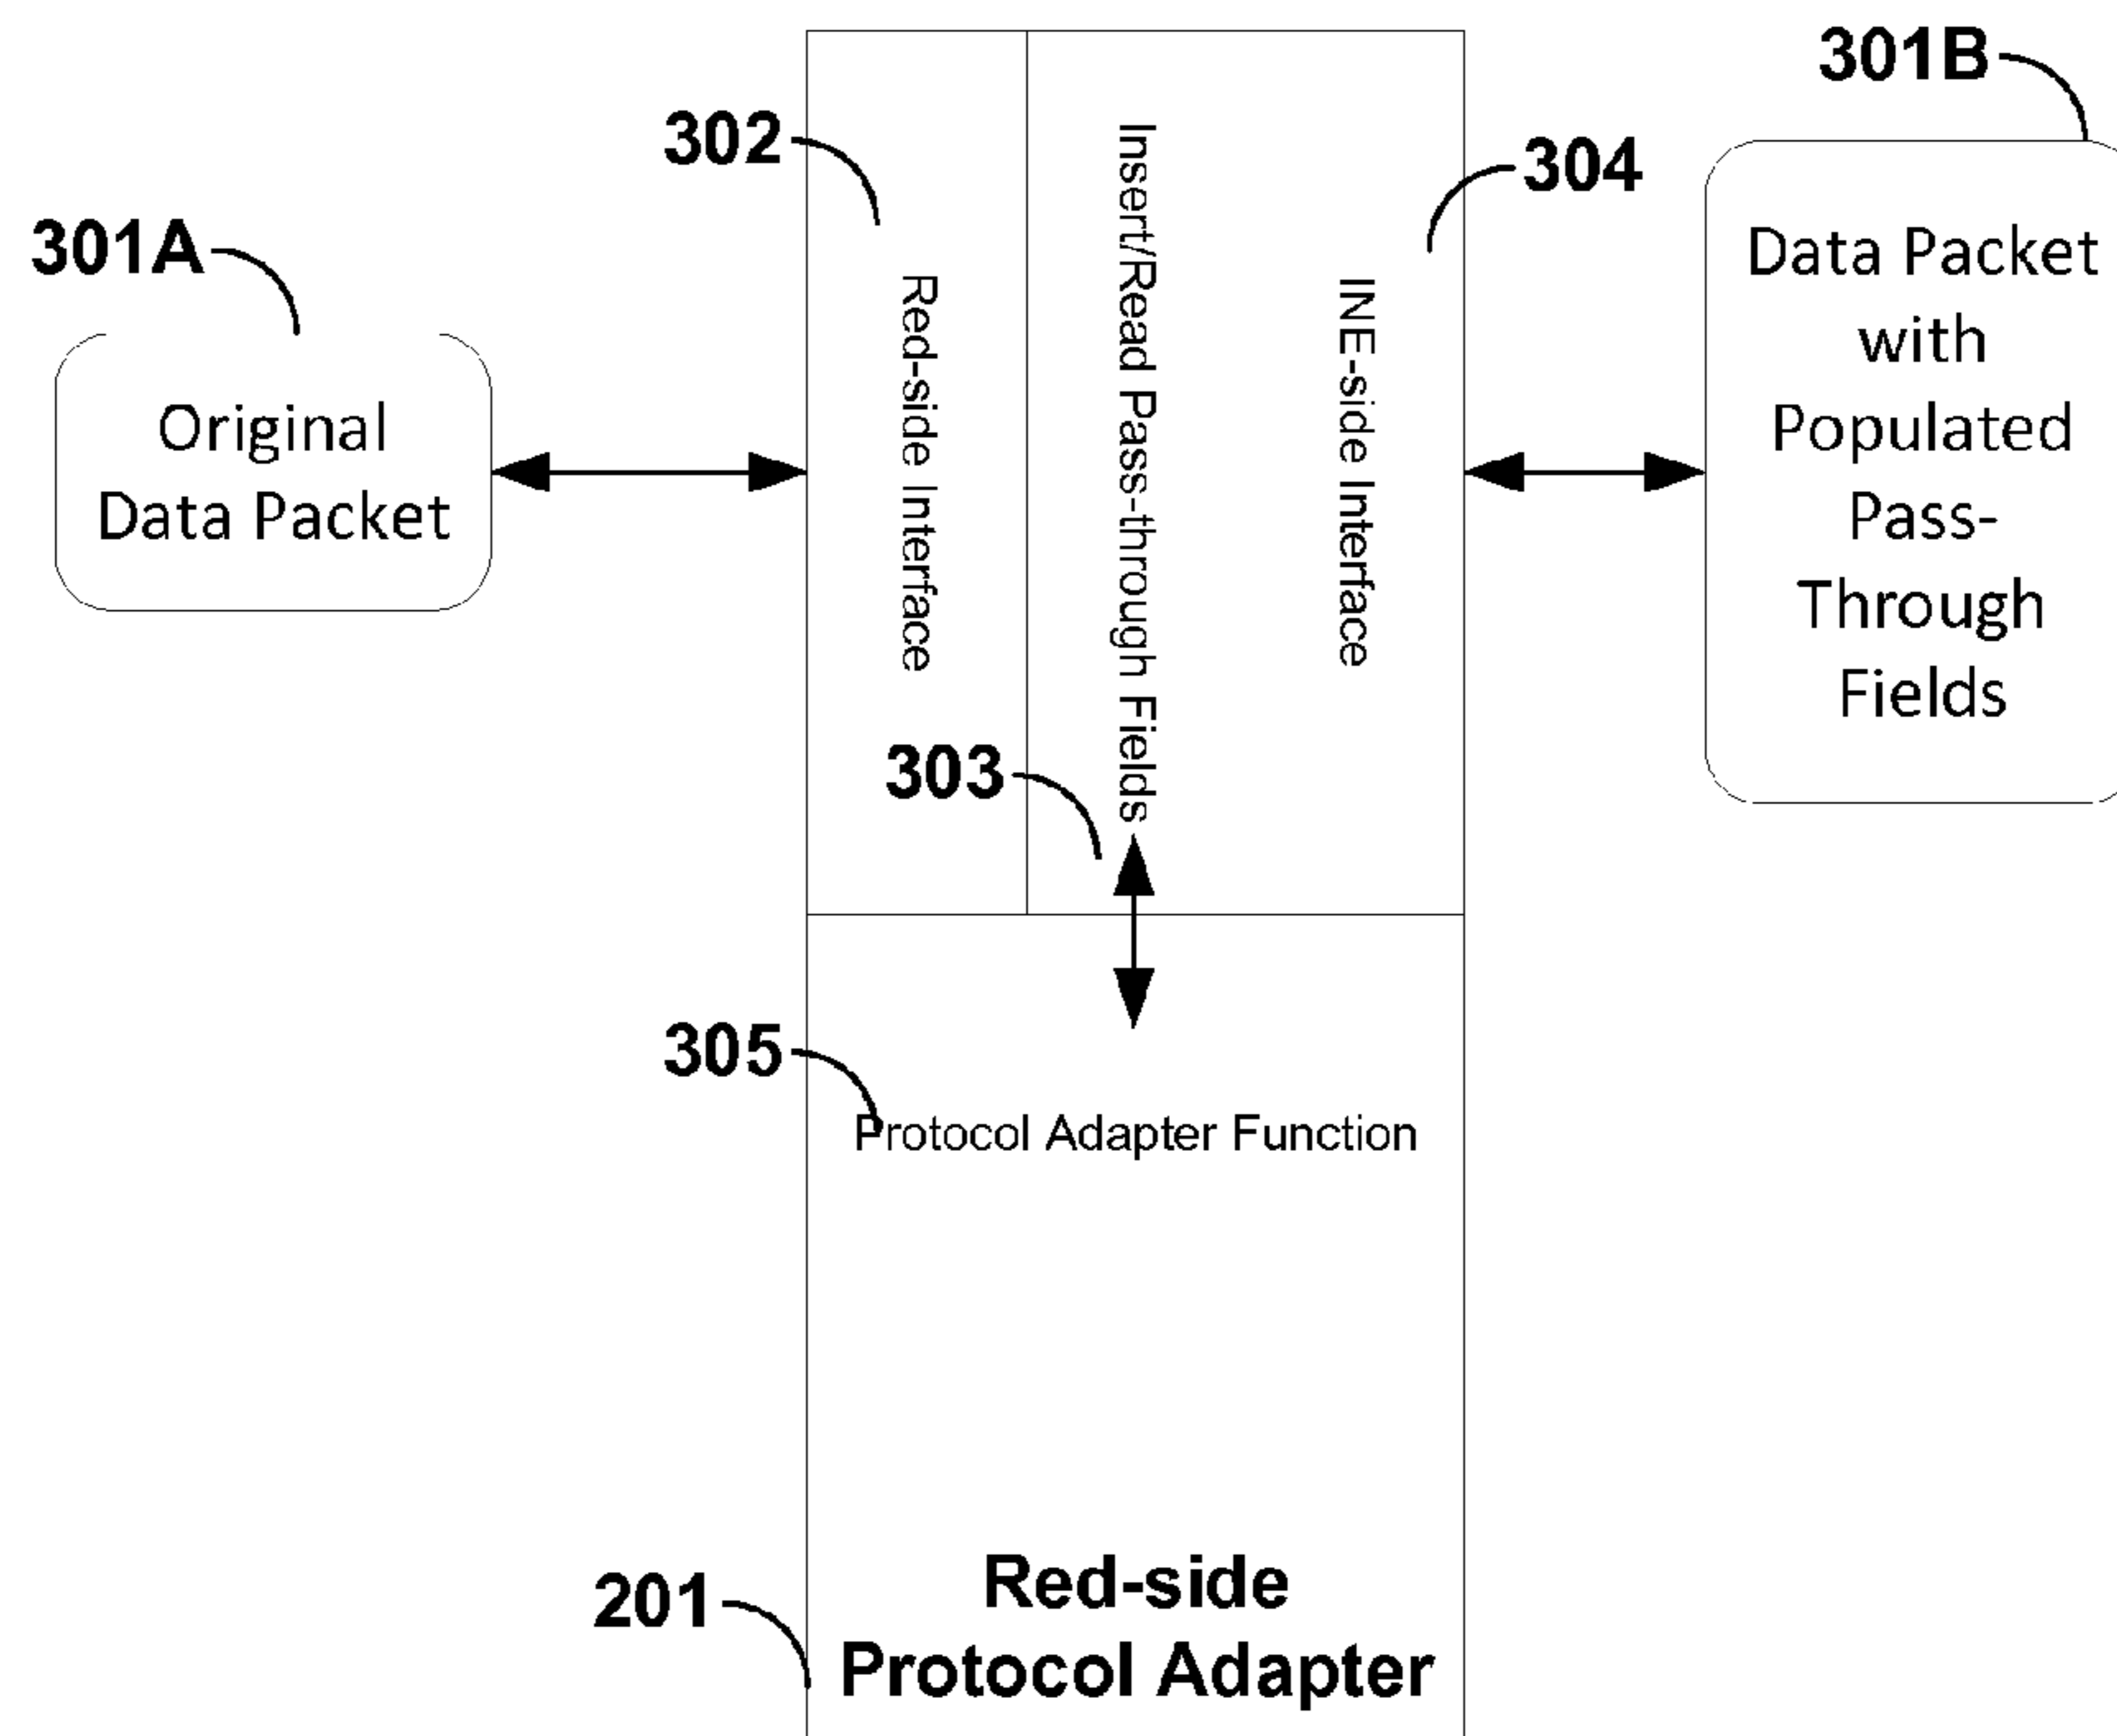 301B
302
304
301A
Original
Data Packet
Red-side Interface
Insert/Read Pass-through Fields
INE-side Interface
Data Packet
with
Populated
Pass-
Through
Fields
303
305
Protocol Adapter Function
201
Red-side
Protocol Adapter